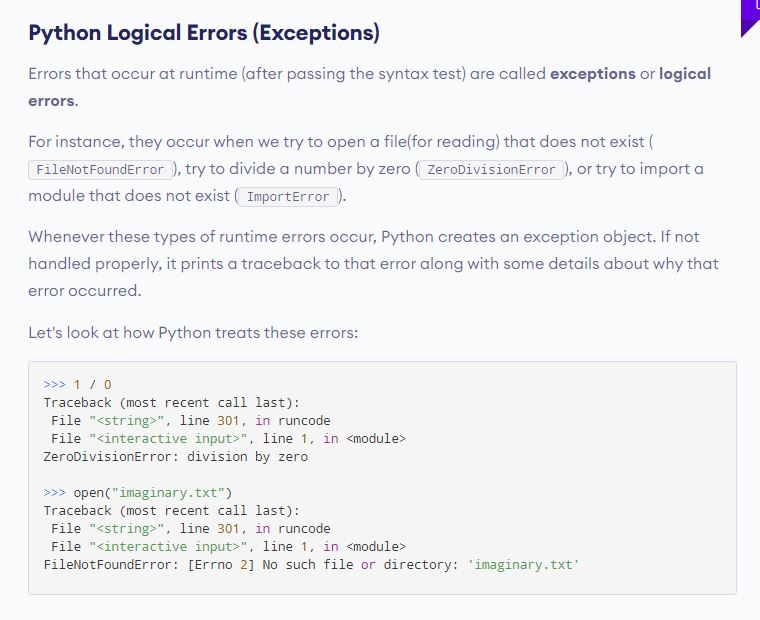 Python Logical Errors (Exceptions)
Errors that occur at runtime (after passing the syntax test) are called exceptions or logical
errors.
For instance, they occur when we try to open a file(for reading) that does not exist (
FileNotFoundError ), try to divide a number by zero ( ZeroDivisionError ), or try to import a
module that does not exist ( ImportError ).
Whenever these types of runtime errors occur, Python creates an exception object. If not
handled properly, it prints a traceback to that error along with some details about why that
error occurred.
Let's look at how Python treats these errors:
>>> 1 / 0
Traceback (most recent call last):
 File "<string>", line 301, in runcode
 File "<interactive input>", line 1, in <module>
ZeroDivisionError: division by zero
>>> open("imaginary.txt")
Traceback (most recent call last):
 File "<string>", line 301, in runcode
 File "<interactive input>", line 1, in <module>
FileNotFoundError: [Errno 2] No such file or directory: 'imaginary.txt'